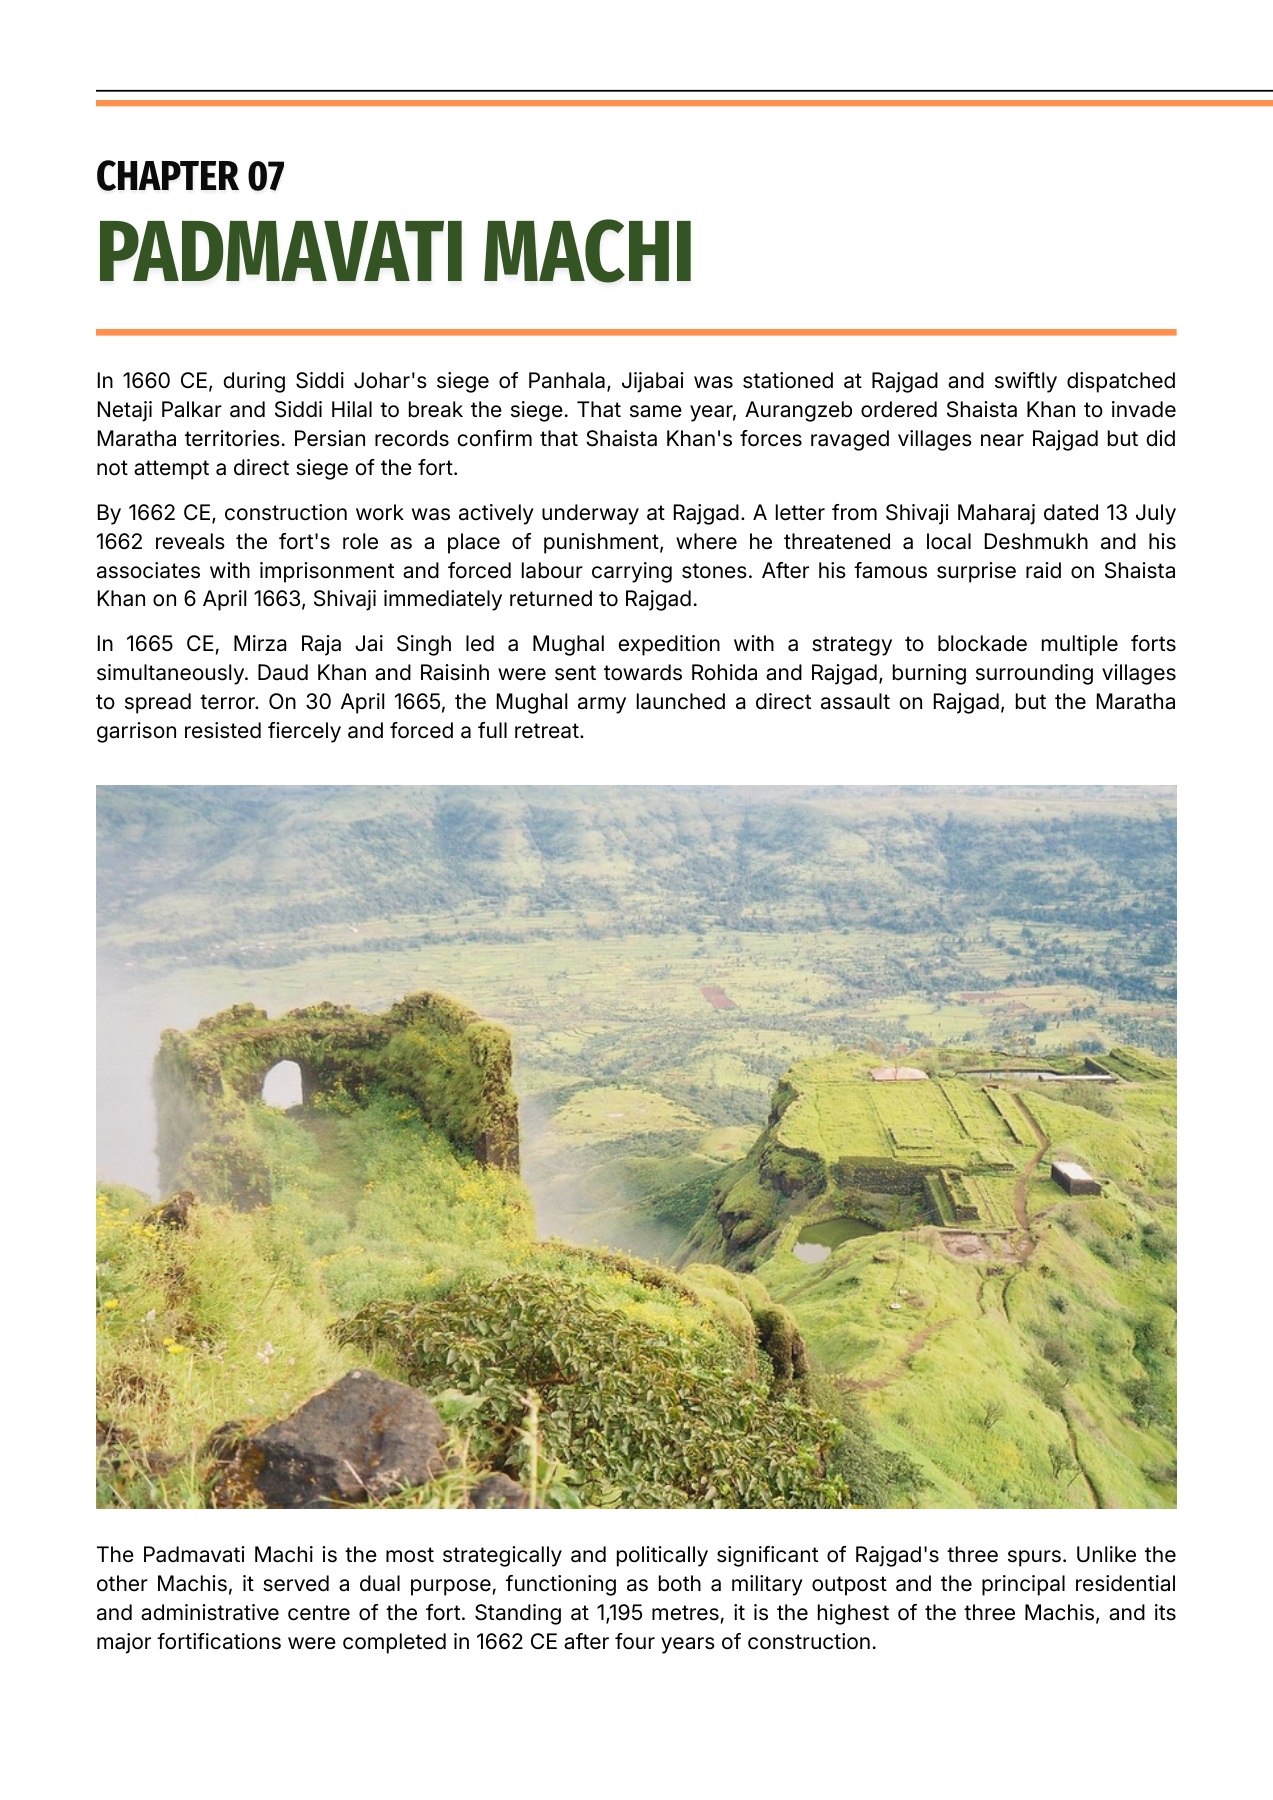 CHAPTER 07
PADMAVATI MACHI
In 1660 CE, during Siddi Johar's siege of Panhala, Jijabai was stationed at Rajgad and swiftly dispatched
Netaji Palkar and Siddi Hilal to break the siege. That same year, Aurangzeb ordered Shaista Khan to invade
Maratha territories. Persian records confirm that Shaista Khan's forces ravaged villages near Rajgad but did
not attempt a direct siege of the fort.
By 1662 CE, construction work was actively underway at Rajgad. A letter from Shivaji Maharaj dated 13 July
1662 reveals the fort's role as a place of punishment, where he threatened a local Deshmukh and his
associates with imprisonment and forced labour carrying stones. After his famous surprise raid on Shaista
Khan on 6 April 1663, Shivaji immediately returned to Rajgad.
In 1665 CE, Mirza Raja Jai Singh led a Mughal expedition with a strategy to blockade multiple forts
simultaneously. Daud Khan and Raisinh were sent towards Rohida and Rajgad, burning surrounding villages
to spread terror. On 30 April 1665, the Mughal army launched a direct assault on Rajgad, but the Maratha
garrison resisted fiercely and forced a full retreat.
The Padmavati Machi is the most strategically and politically significant of Rajgad's three spurs. Unlike the
other Machis, it served a dual purpose, functioning as both a military outpost and the principal residential
and administrative centre of the fort. Standing at 1,195 metres, it is the highest of the three Machis, and its
major fortifications were completed in 1662 CE after four years of construction.